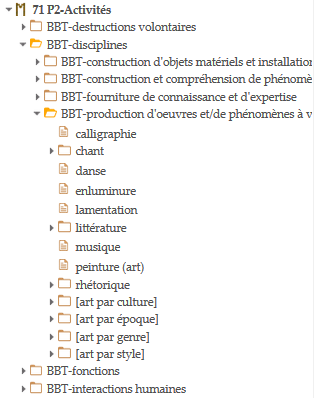 71 P2-Activités
BBT-destructions volontaires
BBT-disciplines
BBT-construction d'objets matériels et installation
BBT-construction et compréhension de phénomè
BBT-fourniture de connaissance et d'expertise
BBT-production d'oeuvres et/de phénomènes à v
calligraphie
chant
danse
enluminure
lamentation
littérature
musique
peinture (art)
rhétorique
[art par culture]
[art par époque]
[art par genre]
[art par style]
BBT-fonctions
BBT-interactions humaines